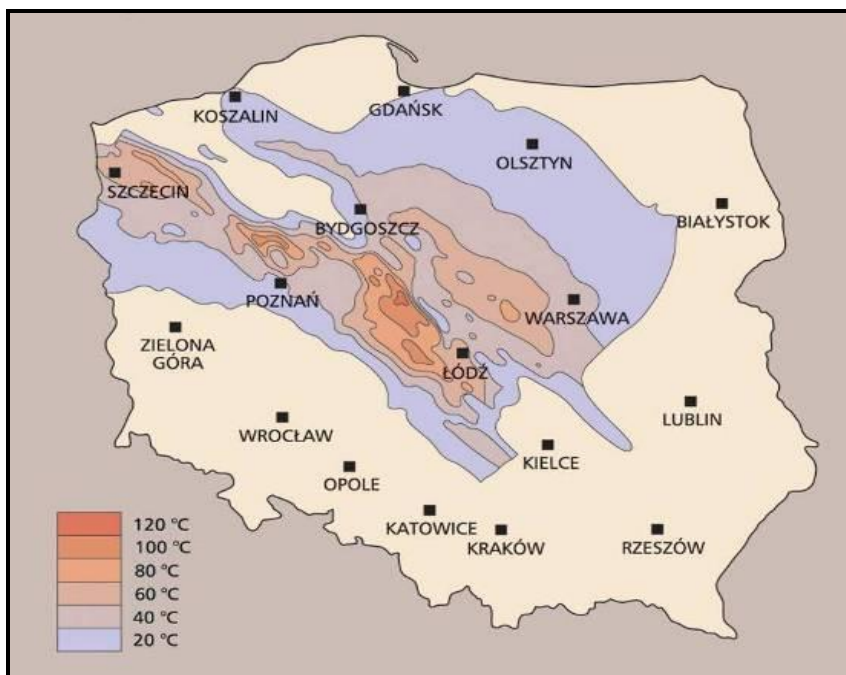 KOSZALIN
GDAŃSK
OLSZTYN
SZCZECIN
BIAŁYSTOK
BYDGOSZCZ
POZNAŃ
WARSZAWA
ZIELONA
GÓRA
ŁÓDŹ
LUBLIN
WROCŁAW
KIELCE
OPOLE
KATOWICE
KRAKÓW
RZESZÓW
120 °C
100 °C
80 °C
60 °C
40 °C
20 °C